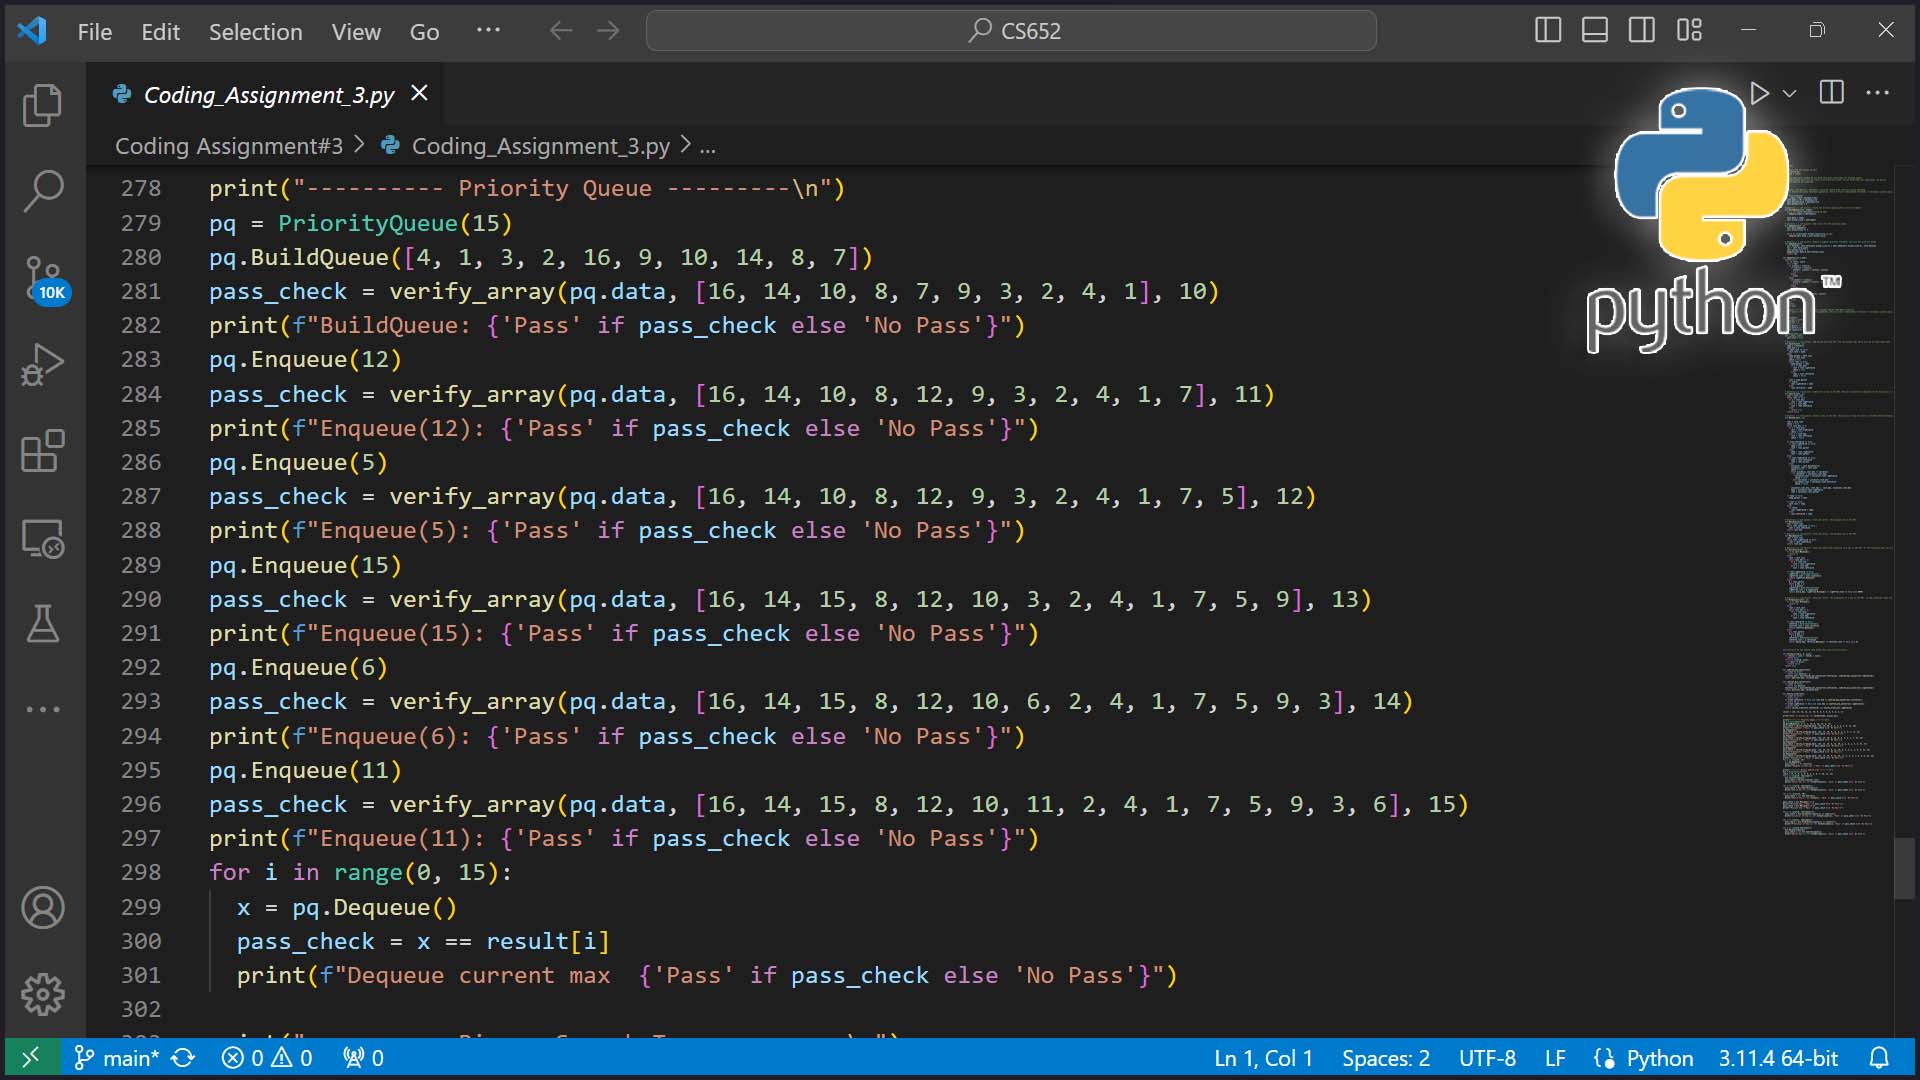 File Edit Selection View Go ... CS652
Coding_Assignment_3.py
Coding Assignment#3 > Coding_Assignment_3.py > ...
278 print("---------- Priority Queue ---------\n")
279 pq = PriorityQueue(15)
280 pq.BuildQueue([4, 1, 3, 2, 16, 9, 10, 14, 8, 7])
281 pass_check = verify_array(pq.data, [16, 14, 10, 8, 7, 9, 3, 2, 4, 1], 10)
282 print(f"BuildQueue: {'Pass' if pass_check else 'No Pass'}")
283 pq.Enqueue(12)
284 pass_check = verify_array(pq.data, [16, 14, 10, 8, 12, 9, 3, 2, 4, 1, 7], 11)
285 print(f"Enqueue(12): {'Pass' if pass_check else 'No Pass'}")
286 pq.Enqueue(5)
287 pass_check = verify_array(pq.data, [16, 14, 10, 8, 12, 9, 3, 2, 4, 1, 7, 5], 12)
288 print(f"Enqueue(5): {'Pass' if pass_check else 'No Pass'}")
289 pq.Enqueue(15)
290 pass_check = verify_array(pq.data, [16, 14, 15, 8, 12, 10, 3, 2, 4, 1, 7, 5, 9], 13)
291 print(f"Enqueue(15): {'Pass' if pass_check else 'No Pass'}")
292 pq.Enqueue(6)
293 pass_check = verify_array(pq.data, [16, 14, 15, 8, 12, 10, 6, 2, 4, 1, 7, 5, 9, 3], 14)
294 print(f"Enqueue(6): {'Pass' if pass_check else 'No Pass'}")
295 pq.Enqueue(11)
296 pass_check = verify_array(pq.data, [16, 14, 15, 8, 12, 10, 11, 2, 4, 1, 7, 5, 9, 3, 6], 15)
297 print(f"Enqueue(11): {'Pass' if pass_check else 'No Pass'}")
298 for i in range(0, 15):
299 x = pq.Dequeue()
300 pass_check = x == result[i]
301 print(f"Dequeue current max  {'Pass' if pass_check else 'No Pass'}")
302
10K
python™
main* 0 0 0 Ln 1, Col 1 Spaces: 2 UTF-8 LF Python 3.11.4 64-bit